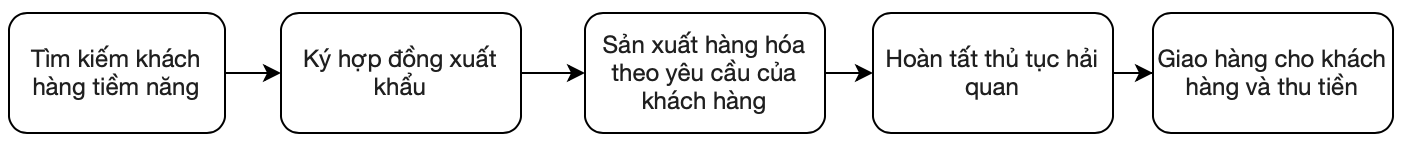 Tìm kiếm khách
hàng tiềm năng
Ký hợp đồng xuất
khẩu
Sản xuất hàng hóa
theo yêu cầu của
khách hàng
Hoàn tất thủ tục hải
quan
Giao hàng cho khách
hàng và thu tiền